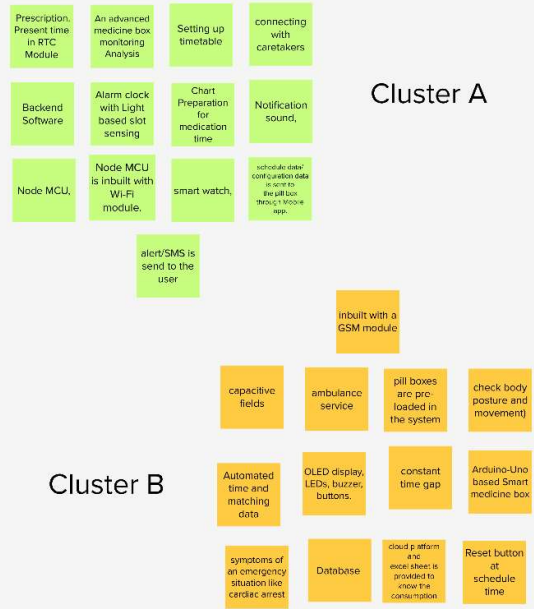 Prescription.
Present time
in RTC
Module
An advanced
medicine box
monitoring
Analysis
Setting up
timetable
connecting
with
caretakers
Cluster A
Backend
Software
Alarm clock
with Light
based slot
sensing
Chart
Preparation
for
medication
time
Notification
sound,
Node MCU,
Node MCU
is inbuilt with
Wi-Fi
module.
smart watch,
schedule data/
configuration data
is sent to
the pill box
through Mobile
app.
alert/SMS is
send to the
user
inbuilt with a
GSM module
capacitive
fields
ambulance
service
pill boxes
are pre-
loaded in
the system
check body
posture and
movement)
Cluster B
Automated
time and
matching
data
OLED display,
LEDs, buzzer,
buttons.
constant
time gap
Arduino-Uno
based Smart
medicine box
symptoms of
an emergency
situation like
cardiac arrest
Database
cloud platform
and
excel sheet is
provided to
know the
consumption
Reset button
at
schedule
time